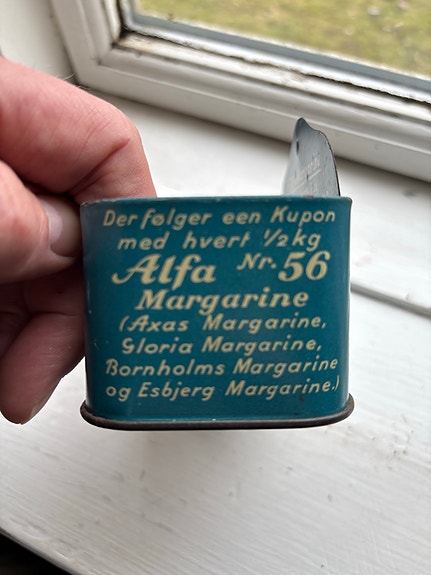 Der følger een Kupon
med hvert ½ kg
Alfa Nr. 56
Margarine
(Axas Margarine,
Gloria Margarine,
Bornholms Margarine
og Esbjerg Margarine.)